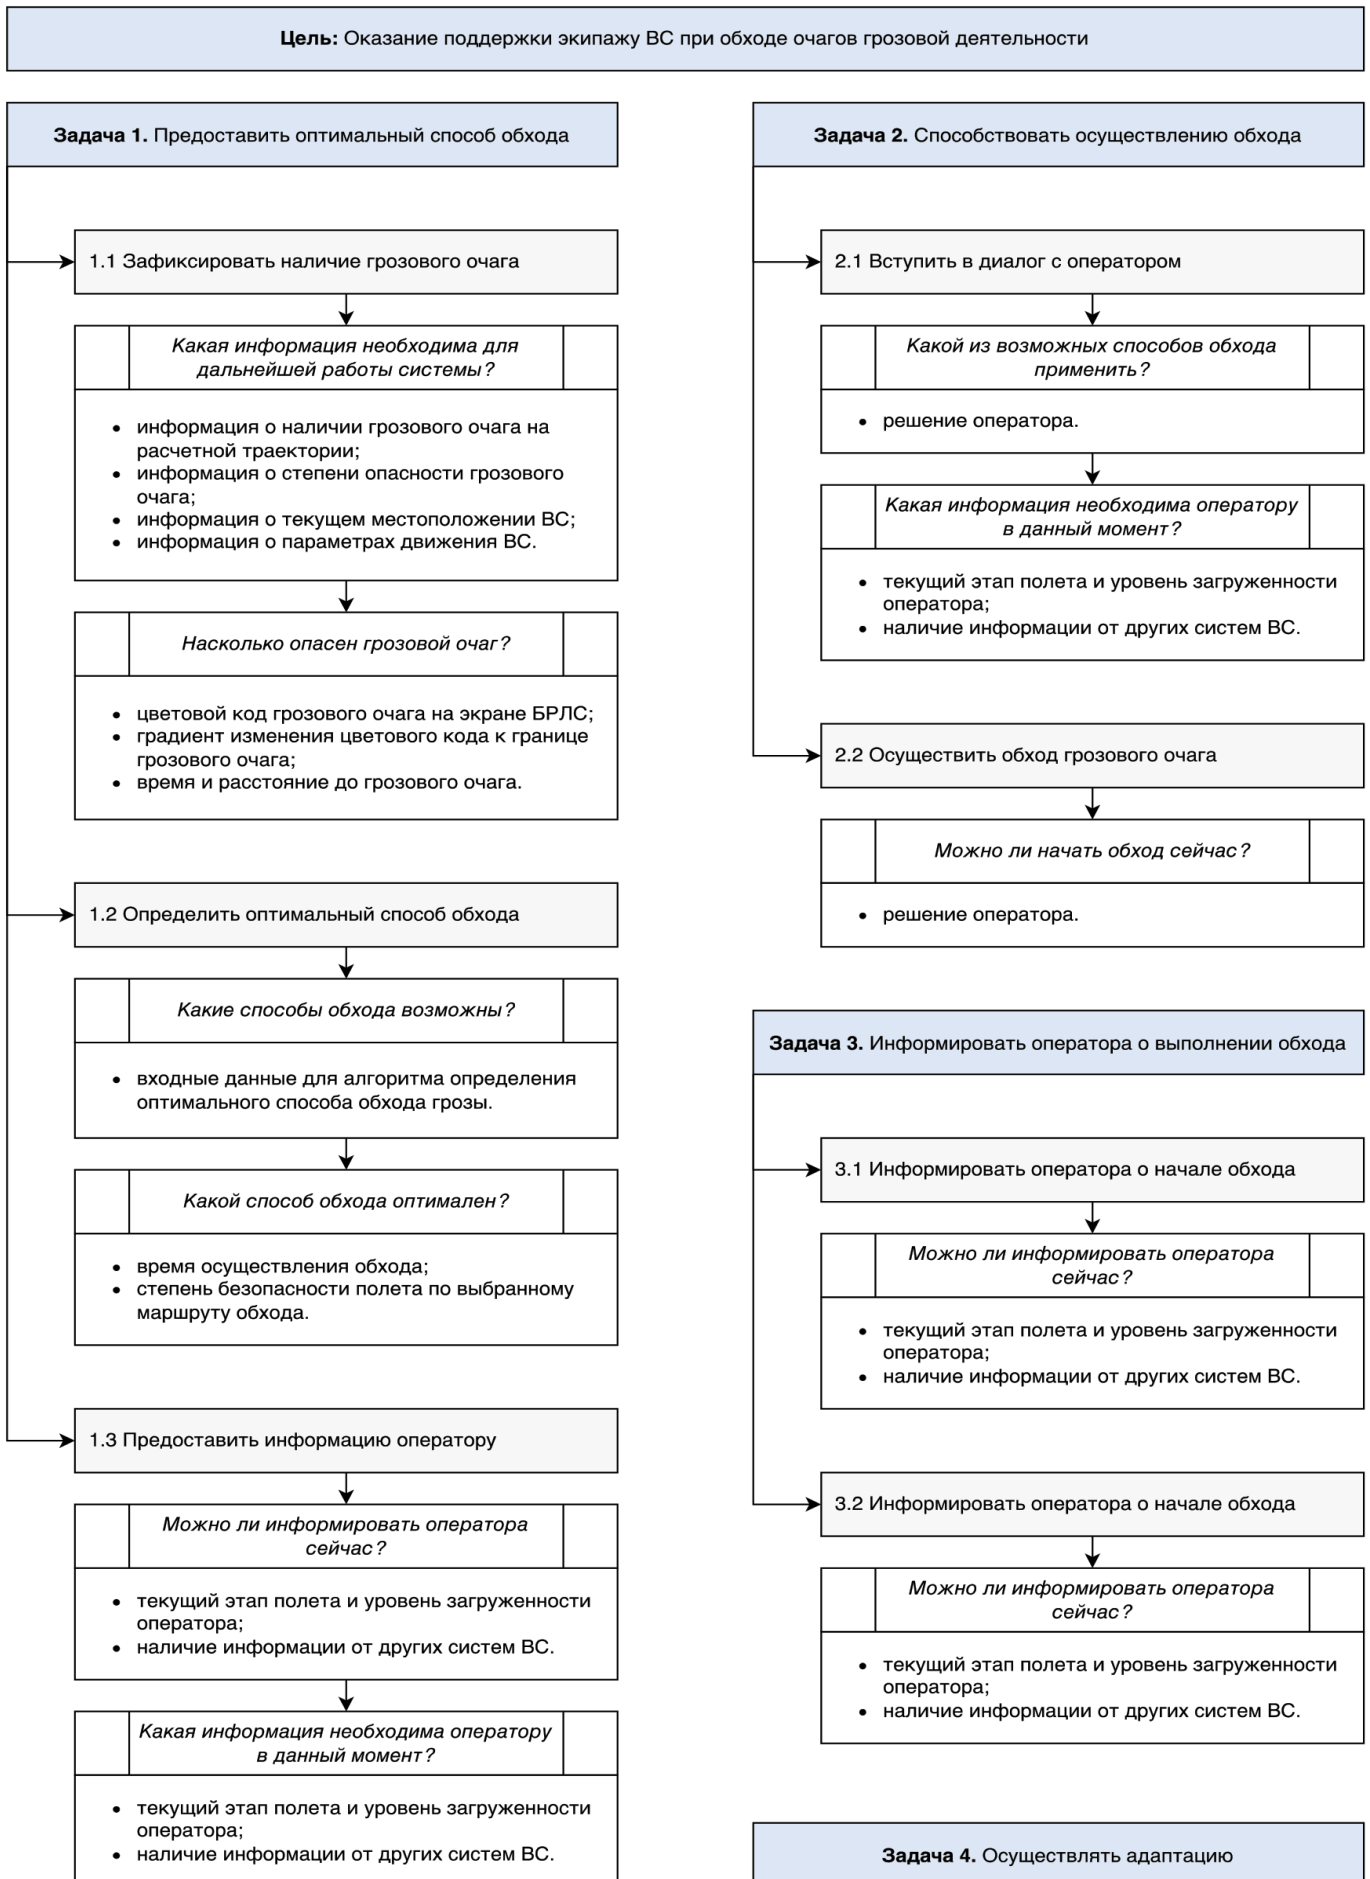 Цель: Оказание поддержки экипажу ВС при обходе очагов грозовой деятельности
Задача 1. Предоставить оптимальный способ обхода
1.1 Зафиксировать наличие грозового очага
Какая информация необходима для
дальнейшей работы системы?
• информация о наличии грозового очага на
расчетной траектории;
• информация о степени опасности грозового
очага;
• информация о текущем местоположении ВС;
• информация о параметрах движения ВС.
Насколько опасен грозовой очаг?
• цветовой код грозового очага на экране БРЛС;
• градиент изменения цветового кода к границе
грозового очага;
• время и расстояние до грозового очага.
1.2 Определить оптимальный способ обхода
Какие способы обхода возможны?
• входные данные для алгоритма определения
оптимального способа обхода грозы.
Какой способ обхода оптимален?
• время осуществления обхода;
• степень безопасности полета по выбранному
маршруту обхода.
1.3 Предоставить информацию оператору
Можно ли информировать оператора
сейчас?
• текущий этап полета и уровень загруженности
оператора;
• наличие информации от других систем ВС.
Какая информация необходима оператору
в данный момент?
• текущий этап полета и уровень загруженности
оператора;
• наличие информации от других систем ВС.
Задача 2. Способствовать осуществлению обхода
2.1 Вступить в диалог с оператором
Какой из возможных способов обхода
применить?
• решение оператора.
Какая информация необходима оператору
в данный момент?
• текущий этап полета и уровень загруженности
оператора;
• наличие информации от других систем ВС.
2.2 Осуществить обход грозового очага
Можно ли начать обход сейчас?
• решение оператора.
Задача 3. Информировать оператора о выполнении обхода
3.1 Информировать оператора о начале обхода
Можно ли информировать оператора
сейчас?
• текущий этап полета и уровень загруженности
оператора;
• наличие информации от других систем ВС.
3.2 Информировать оператора о начале обхода
Можно ли информировать оператора
сейчас?
• текущий этап полета и уровень загруженности
оператора;
• наличие информации от других систем ВС.
Задача 4. Осуществлять адаптацию